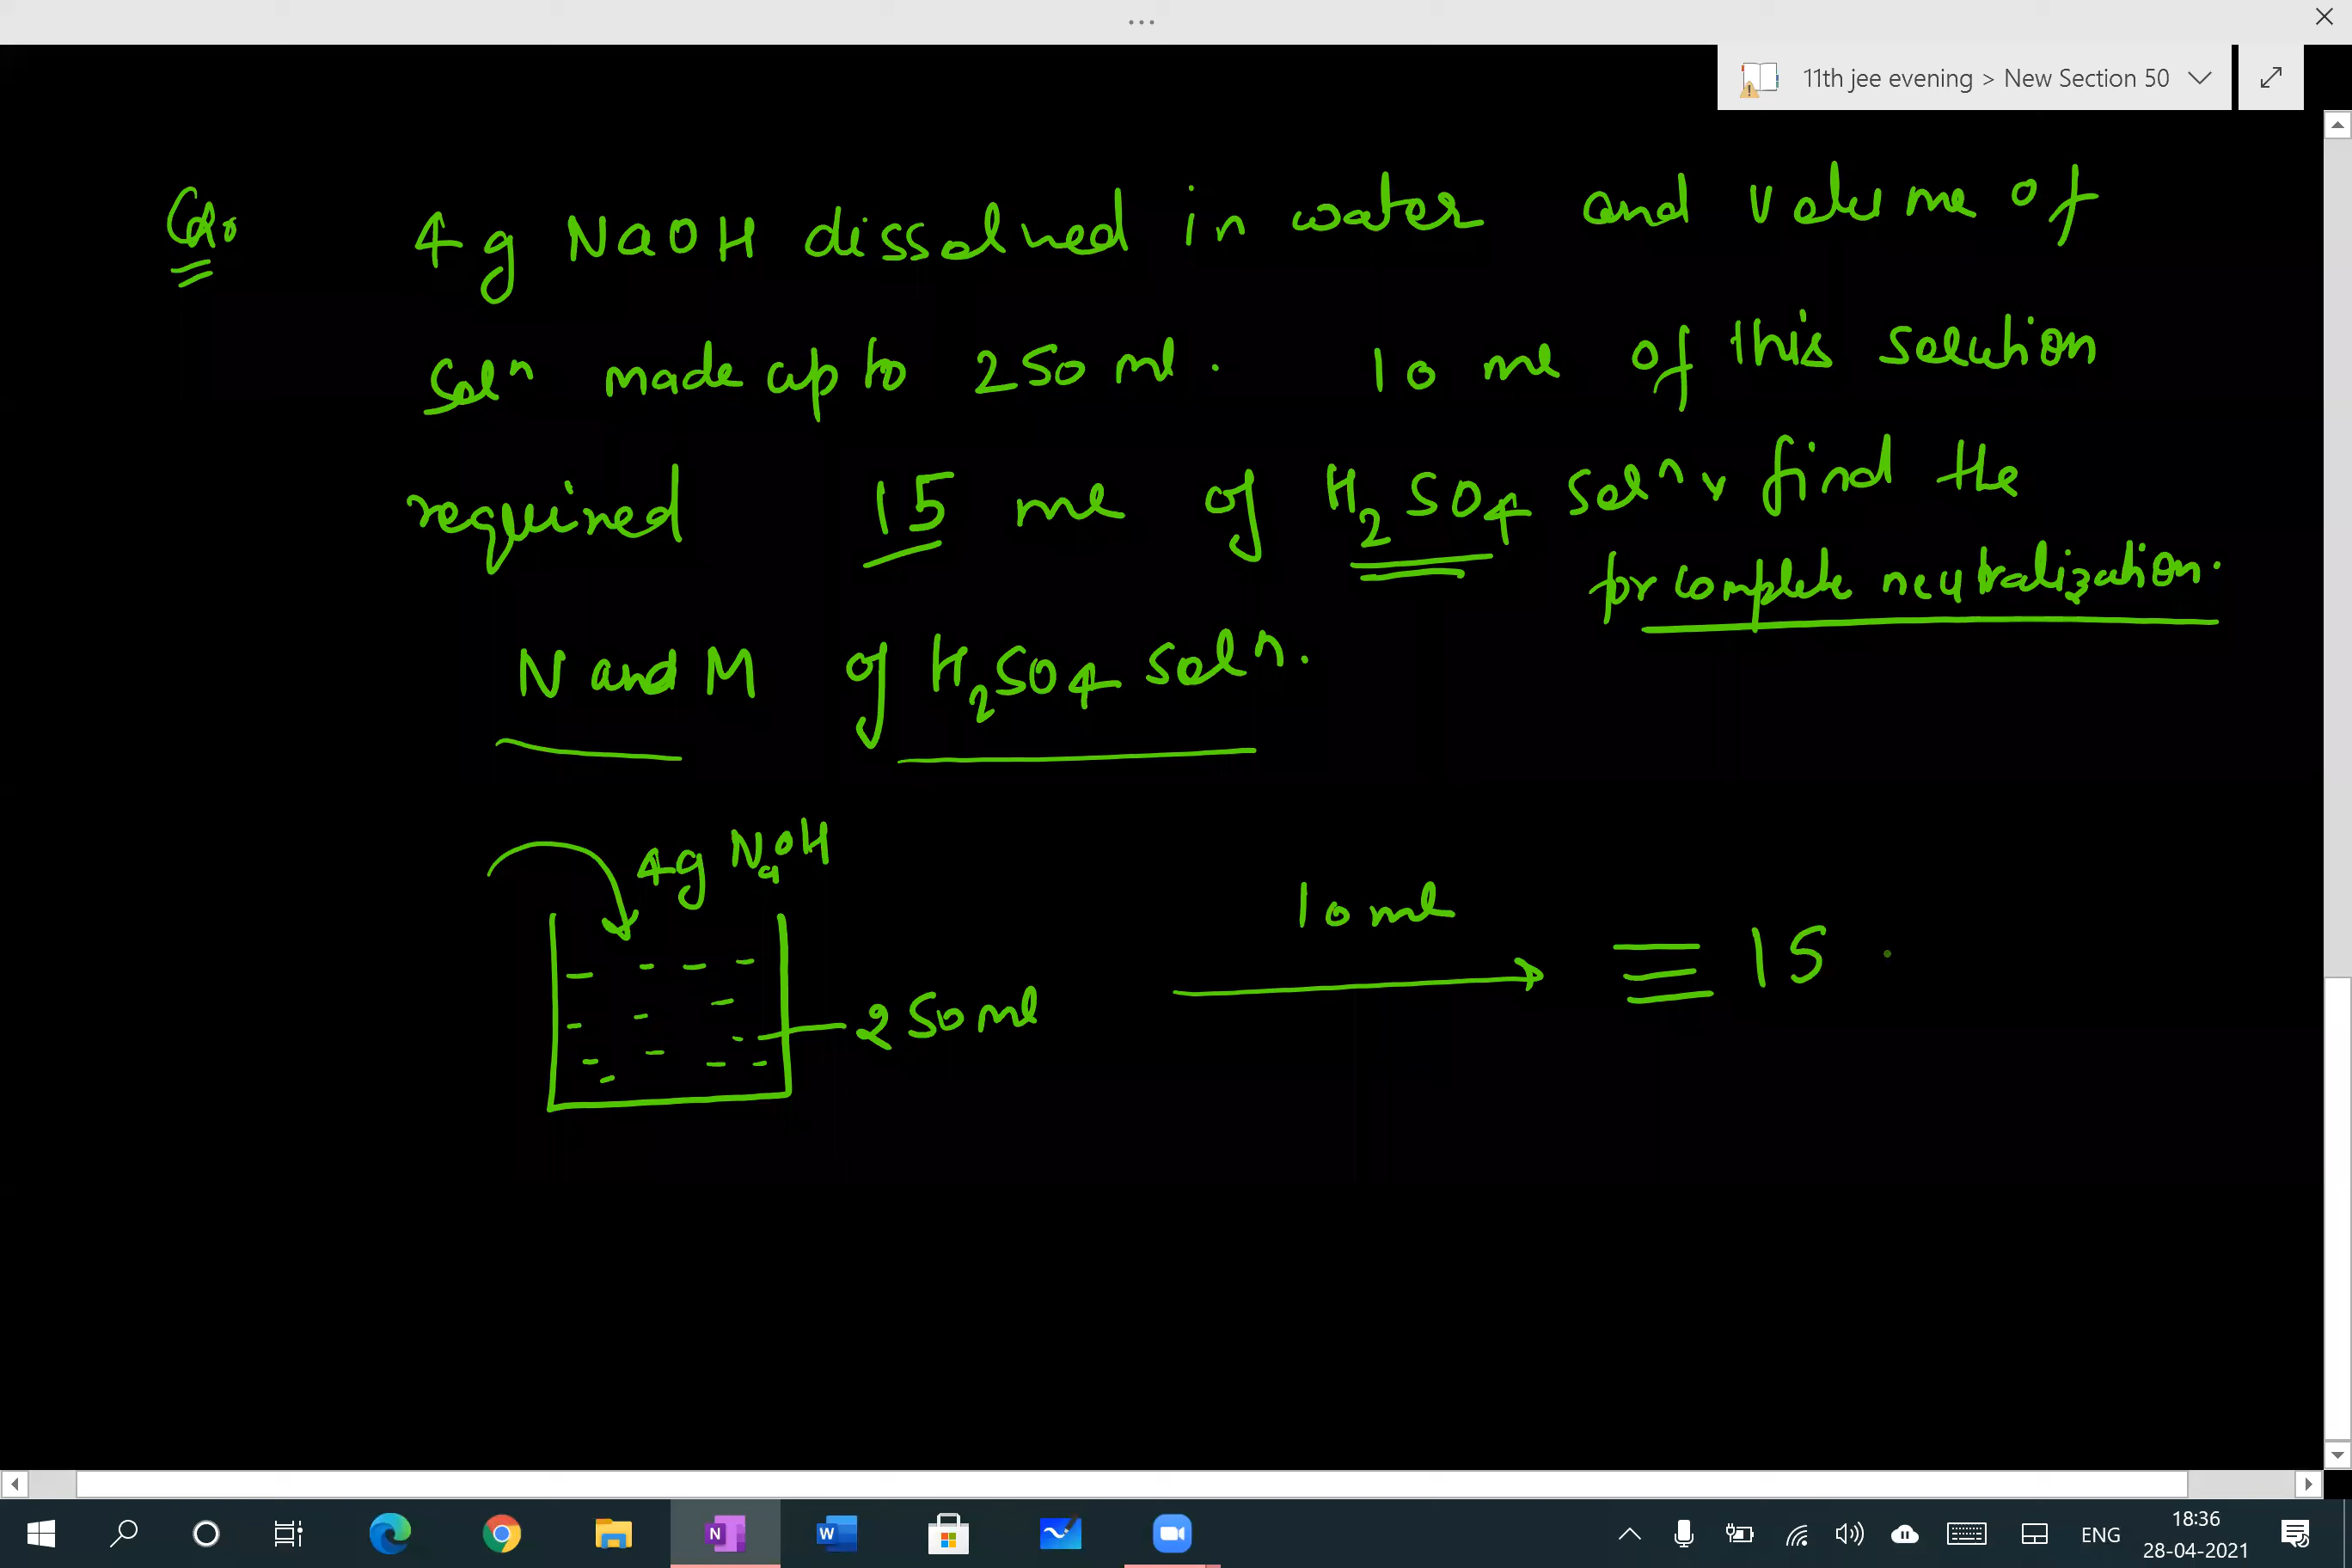 11th jee evening > New Section 50
Q.
4g NaOH dissolved in water and volume of
Solⁿ made up to 250 ml. 10 ml of this solution
required 15 ml of H₂SO₄ Solⁿ, find the
for complete neutralization.
N and M of H₂SO₄ Solⁿ.
4g NaOH
10 ml
≡ 15
250 ml
ENG
18:36
28-04-2021